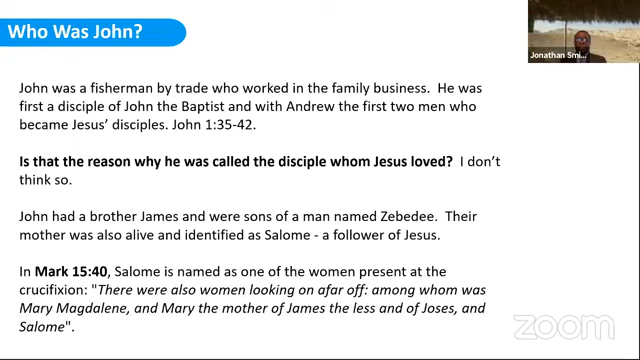 Who Was John?
Jonathan Smi...
John was a fisherman by trade who worked in the family business.  He was
first a disciple of John the Baptist and with Andrew the first two men who
became Jesus’ disciples. John 1:35-42.
Is that the reason why he was called the disciple whom Jesus loved?  I don’t
think so.
John had a brother James and were sons of a man named Zebedee.  Their
mother was also alive and identified as Salome - a follower of Jesus.
In Mark 15:40, Salome is named as one of the women present at the
crucifixion: "There were also women looking on afar off: among whom was
Mary Magdalene, and Mary the mother of James the less and of Joses, and
Salome".
zoom